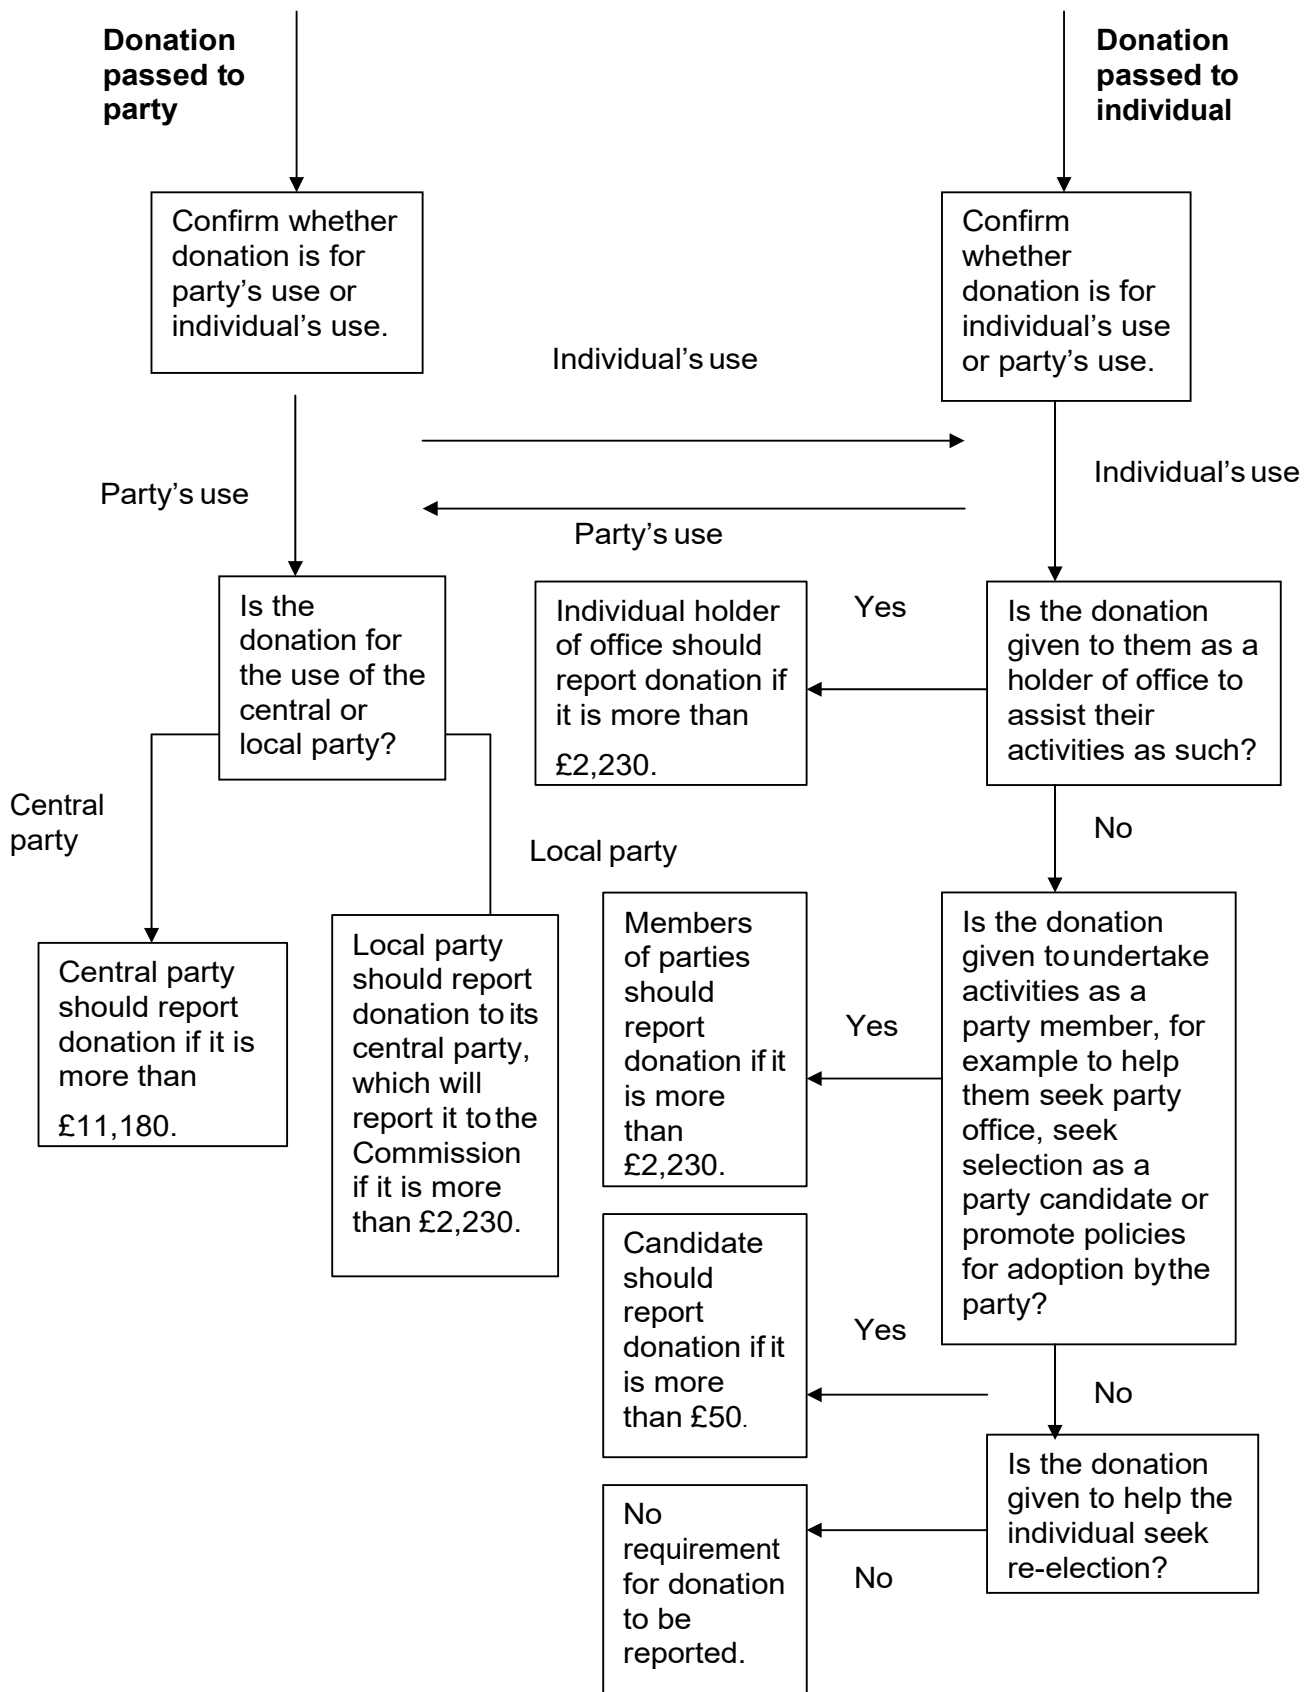 Donation
passed to
party
Donation
passed to
individual
Confirm whether
donation is for
party’s use or
individual’s use.
Confirm
whether
donation is for
individual’s use
or party’s use.
Individual’s use
Party’s use
Individual’s use
Party’s use
Is the
donation for
the use of the
central or
local party?
Individual holder
of office should
report donation if
it is more than
£2,230.
Yes
Is the donation
given to them as a
holder of office to
assist their
activities as such?
Central
party
Local party
No
Central party
should report
donation if it is
more than
£11,180.
Local party
should report
donation to its
central party,
which will
report it to the
Commission
if it is more
than £2,230.
Members
of parties
should
report
donation if it
is more
than
£2,230.
Yes
Is the donation
given to undertake
activities as a
party member, for
example to help
them seek party
office, seek
selection as a
party candidate or
promote policies
for adoption by the
party?
Candidate
should
report
donation if it
is more
than £50.
Yes
No
Is the donation
given to help the
individual seek
re-election?
No
requirement
for donation
to be
reported.
No